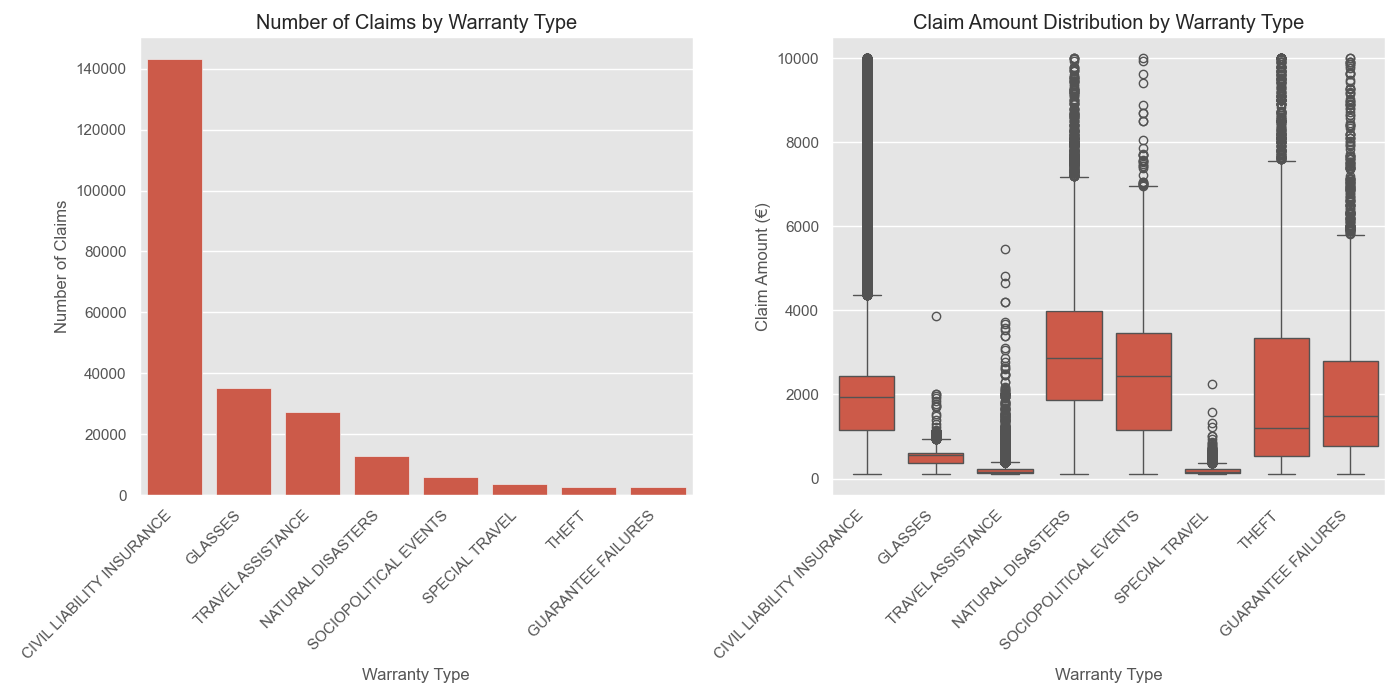 Number of Claims by Warranty Type
Number of Claims
140000
120000
100000
80000
60000
40000
20000
0
CIVIL LIABILITY INSURANCE
GLASSES
TRAVEL ASSISTANCE
NATURAL DISASTERS
SOCIOPOLITICAL EVENTS
SPECIAL TRAVEL
THEFT
GUARANTEE FAILURES
Warranty Type
Claim Amount Distribution by Warranty Type
Claim Amount (€)
10000
8000
6000
4000
2000
0
CIVIL LIABILITY INSURANCE
GLASSES
TRAVEL ASSISTANCE
NATURAL DISASTERS
SOCIOPOLITICAL EVENTS
SPECIAL TRAVEL
THEFT
GUARANTEE FAILURES
Warranty Type